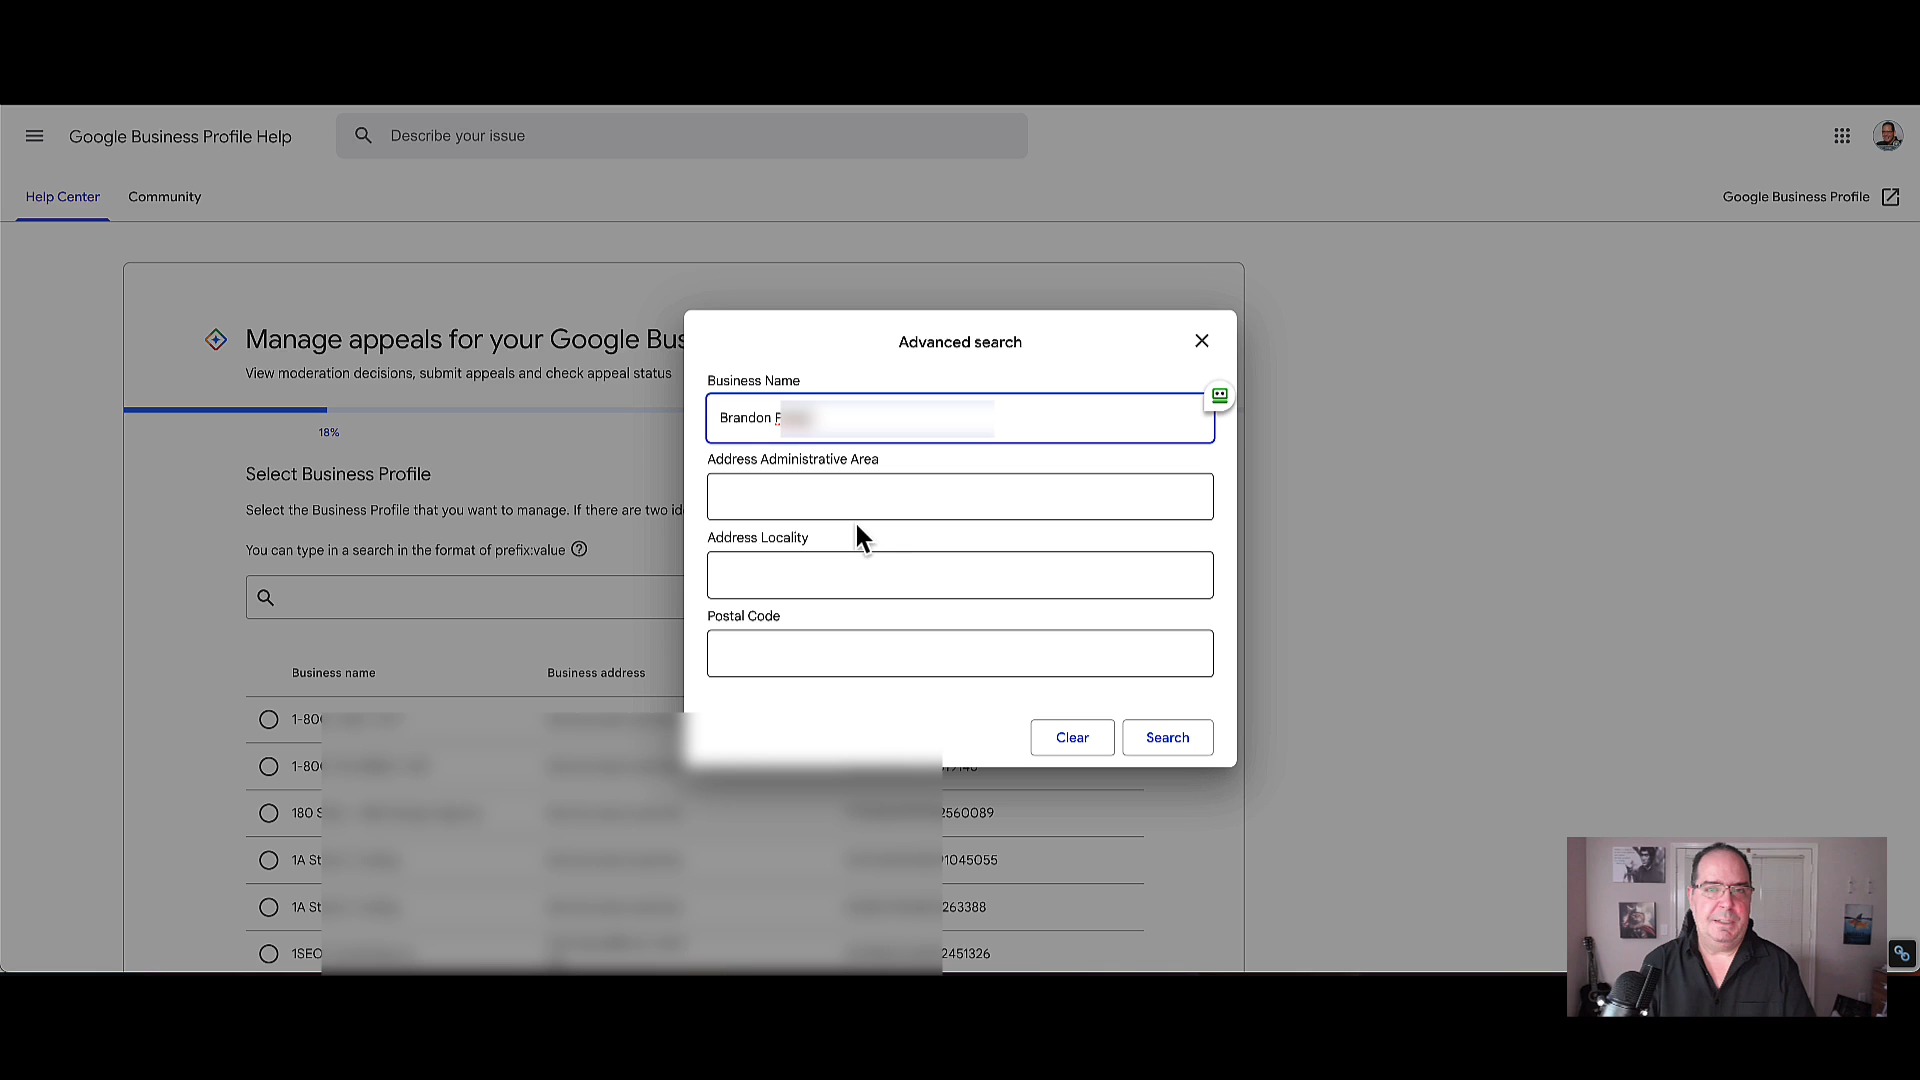 Google Business Profile Help
Describe your issue
Help Center
Community
Google Business Profile
Manage appeals for your Google Bus
View moderation decisions, submit appeals and check appeal status
18%
Select Business Profile
Select the Business Profile that you want to manage. If there are two id
You can type in a search in the format of prefix:value
Business name
Business address
1-80
1-80
180 S
2560089
1A St
1045055
1A St
263388
1SEO
2451326
Advanced search
Business Name
Brandon
Address Administrative Area
Address Locality
Postal Code
Clear
Search